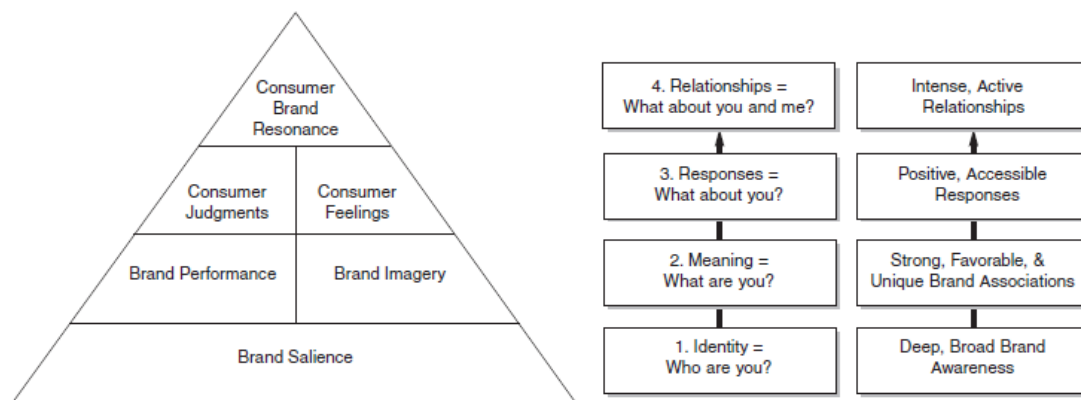 Consumer
Brand
Resonance
Consumer
Judgments
Consumer
Feelings
Brand Performance
Brand Imagery
Brand Salience
4. Relationships =
What about you and me?
3. Responses =
What about you?
2. Meaning =
What are you?
1. Identity =
Who are you?
Intense, Active
Relationships
Positive, Accessible
Responses
Strong, Favorable, &
Unique Brand Associations
Deep, Broad Brand
Awareness